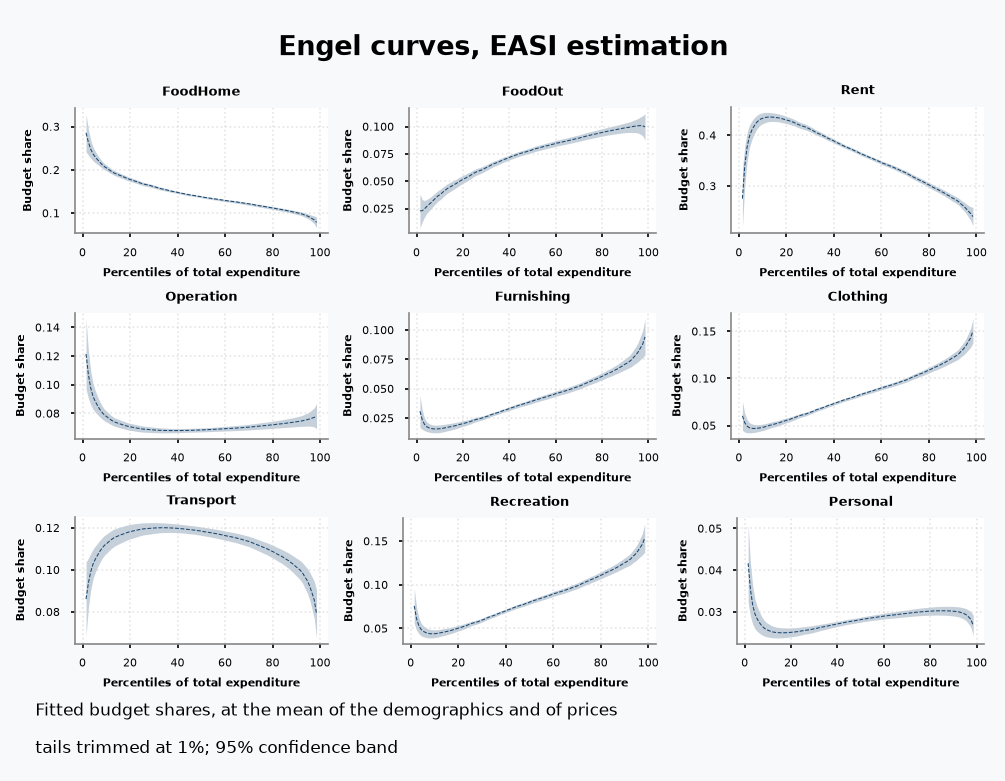 Engel curves, EASI estimation
FoodHome
FoodOut
Rent
Budget share
0.3
0.2
0.1
0 20 40 60 80 100
Percentiles of total expenditure
Budget share
0.100
0.075
0.050
0.025
0 20 40 60 80 100
Percentiles of total expenditure
Budget share
0.4
0.3
0 20 40 60 80 100
Percentiles of total expenditure
Operation
Furnishing
Clothing
Budget share
0.14
0.12
0.10
0.08
0 20 40 60 80 100
Percentiles of total expenditure
Budget share
0.100
0.075
0.050
0.025
0 20 40 60 80 100
Percentiles of total expenditure
Budget share
0.15
0.10
0.05
0 20 40 60 80 100
Percentiles of total expenditure
Transport
Recreation
Personal
Budget share
0.12
0.10
0.08
0 20 40 60 80 100
Percentiles of total expenditure
Budget share
0.15
0.10
0.05
0 20 40 60 80 100
Percentiles of total expenditure
Budget share
0.05
0.04
0.03
0 20 40 60 80 100
Percentiles of total expenditure
Fitted budget shares, at the mean of the demographics and of prices
tails trimmed at 1%; 95% confidence band